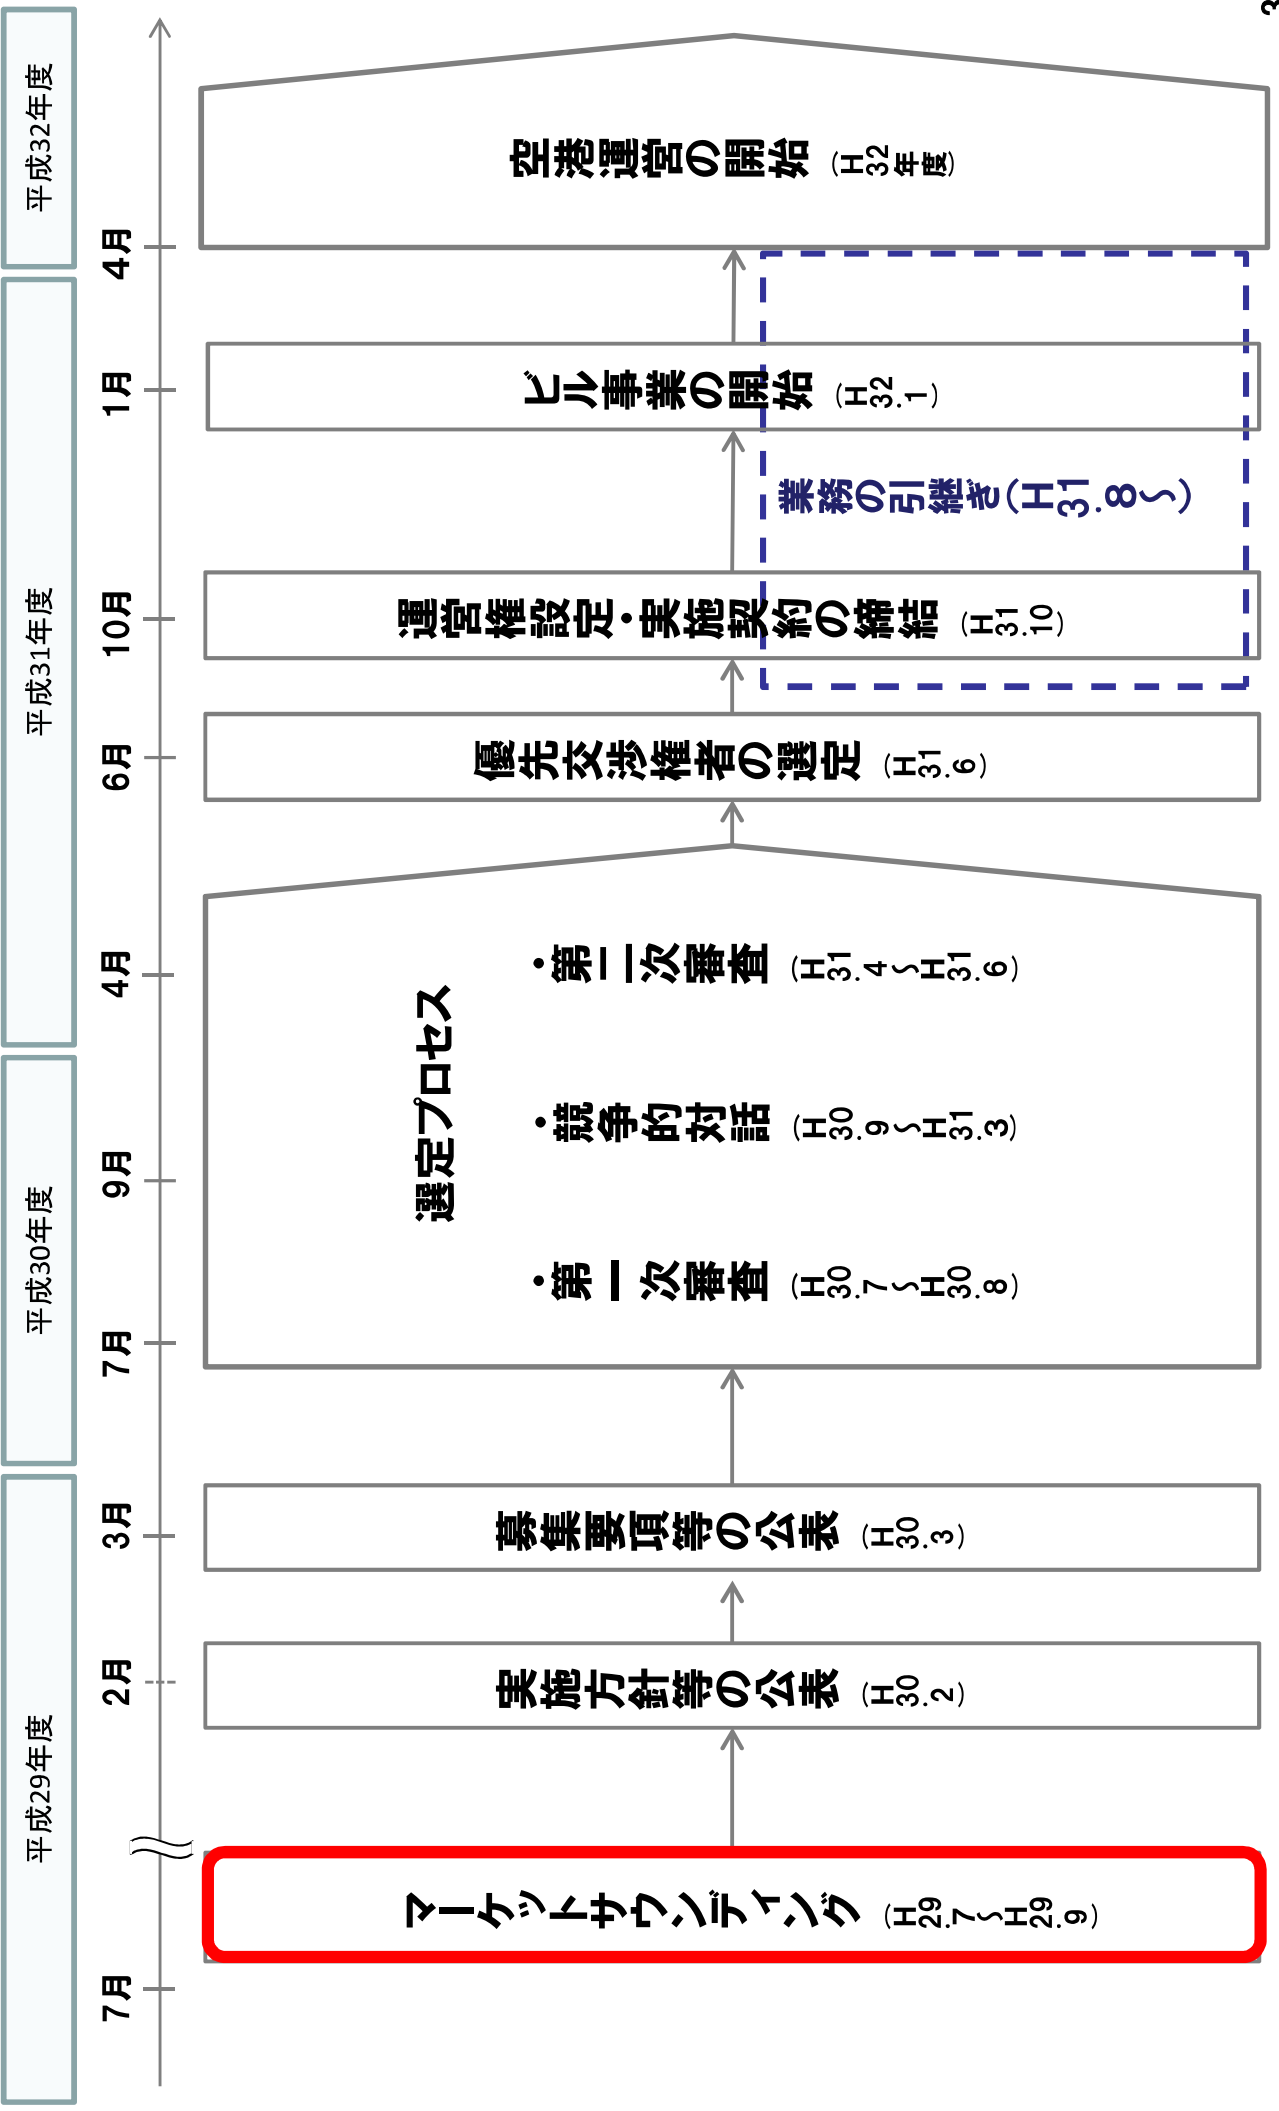 平成29年度
平成30年度
平成31年度
平成32年度
7月
2月
3月
7月
9月
4月
6月
10月
1月
4月
マーケットサウンディング
（H29.7～H29.9）
実施方針等の公表
（H30.2）
募集要項等の公表
（H30.3）
選定プロセス
・第一次審査
（H30.7～H30.8）
・競争的対話
（H30.9～H31.3）
・第二次審査
（H31.4～H31.6）
優先交渉権者の選定
（H31.6）
運営権設定・実施契約の締結
（H31.10）
業務の引継ぎ（H31.8～）
ビル事業の開始
（H32.1）
空港運営の開始
（H32年度）
3